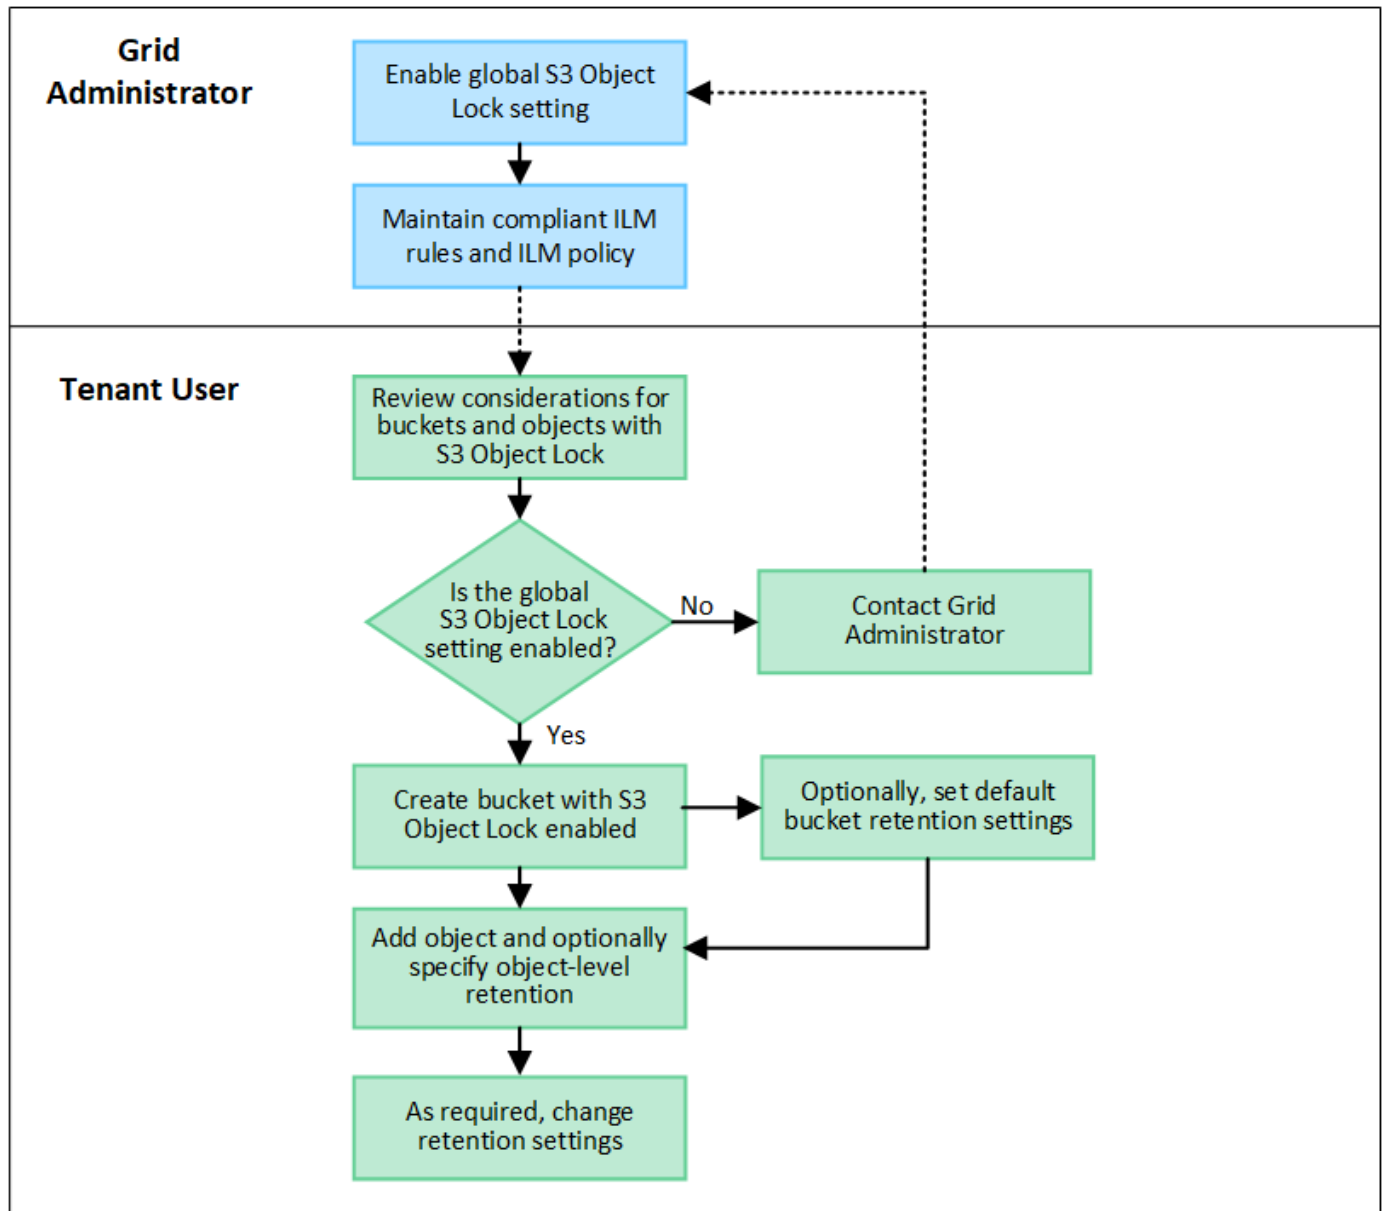 Grid
Administrator
Enable global S3 Object
Lock setting
Maintain compliant ILM
rules and ILM policy
Tenant User
Review considerations for
buckets and objects with
S3 Object Lock
Is the global
S3 Object Lock
setting enabled?
No
Contact Grid
Administrator
Yes
Create bucket with S3
Object Lock enabled
Optionally, set default
bucket retention settings
Add object and optionally
specify object-level
retention
As required, change
retention settings